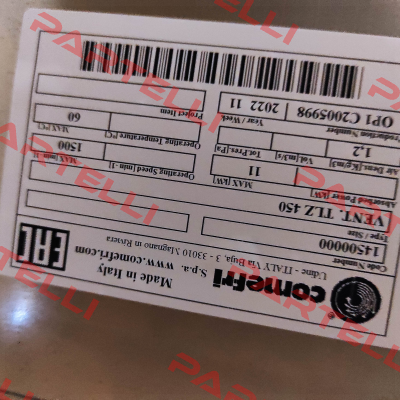 comefri®
Made in Italy
S.p.a. www.comefri.com
Udine - ITALY Via Buja, 3 - 33010 Magnano in Riviera
EAC
Code Number
14500000
Type / Size
VENT. TLZ 450
Absorbed Power [kW]
MAX [kW]
Operating Speed [min-1]
MAX [min-1]
11
1500
Air Dens.[Kg/m3]
Vol.[m3/s]
Tot.Pres.[Pa]
Operating Temperature [°C]
MAX[°C]
1.2
60
Production Number
Year / Week
Project Item
OPI C2005998
2022 11
PARTELLI
PARTELLI
PARTELLI
PARTELLI